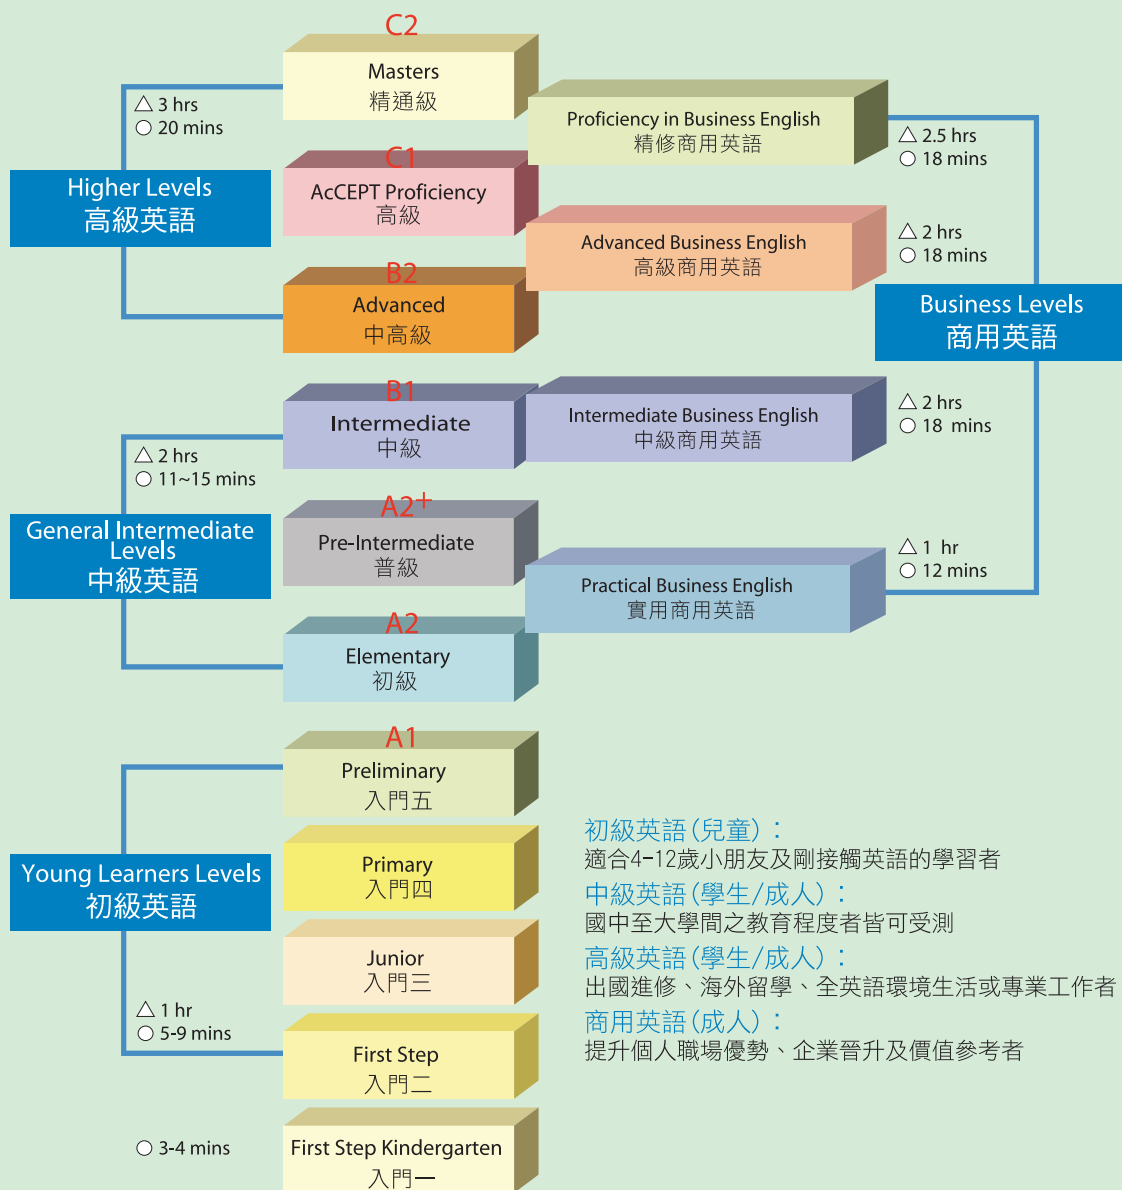 C2
Masters
精通級
△ 3 hrs
○ 20 mins
Higher Levels
高級英語
C1
AcCEPT Proficiency
高級
B2
Advanced
中高級
Proficiency in Business English
精修商用英語
△ 2.5 hrs
○ 18 mins
Advanced Business English
高級商用英語
△ 2 hrs
○ 18 mins
Business Levels
商用英語
B1
Intermediate
中級
Intermediate Business English
中級商用英語
△ 2 hrs
○ 18 mins
△ 2 hrs
○ 11~15 mins
General Intermediate
Levels
中級英語
A2+
Pre-Intermediate
普級
Practical Business English
實用商用英語
△ 1 hr
○ 12 mins
A2
Elementary
初級
A1
Preliminary
入門五
Primary
入門四
Young Learners Levels
初級英語
Junior
入門三
△ 1 hr
○ 5-9 mins
First Step
入門二
○ 3-4 mins
First Step Kindergarten
入門一
初級英語(兒童)：
適合4-12歲小朋友及剛接觸英語的學習者
中級英語(學生/成人)：
國中至大學間之教育程度者皆可受測
高級英語(學生/成人)：
出國進修、海外留學、全英語環境生活或專業工作者
商用英語(成人)：
提升個人職場優勢、企業晉升及價值參考者